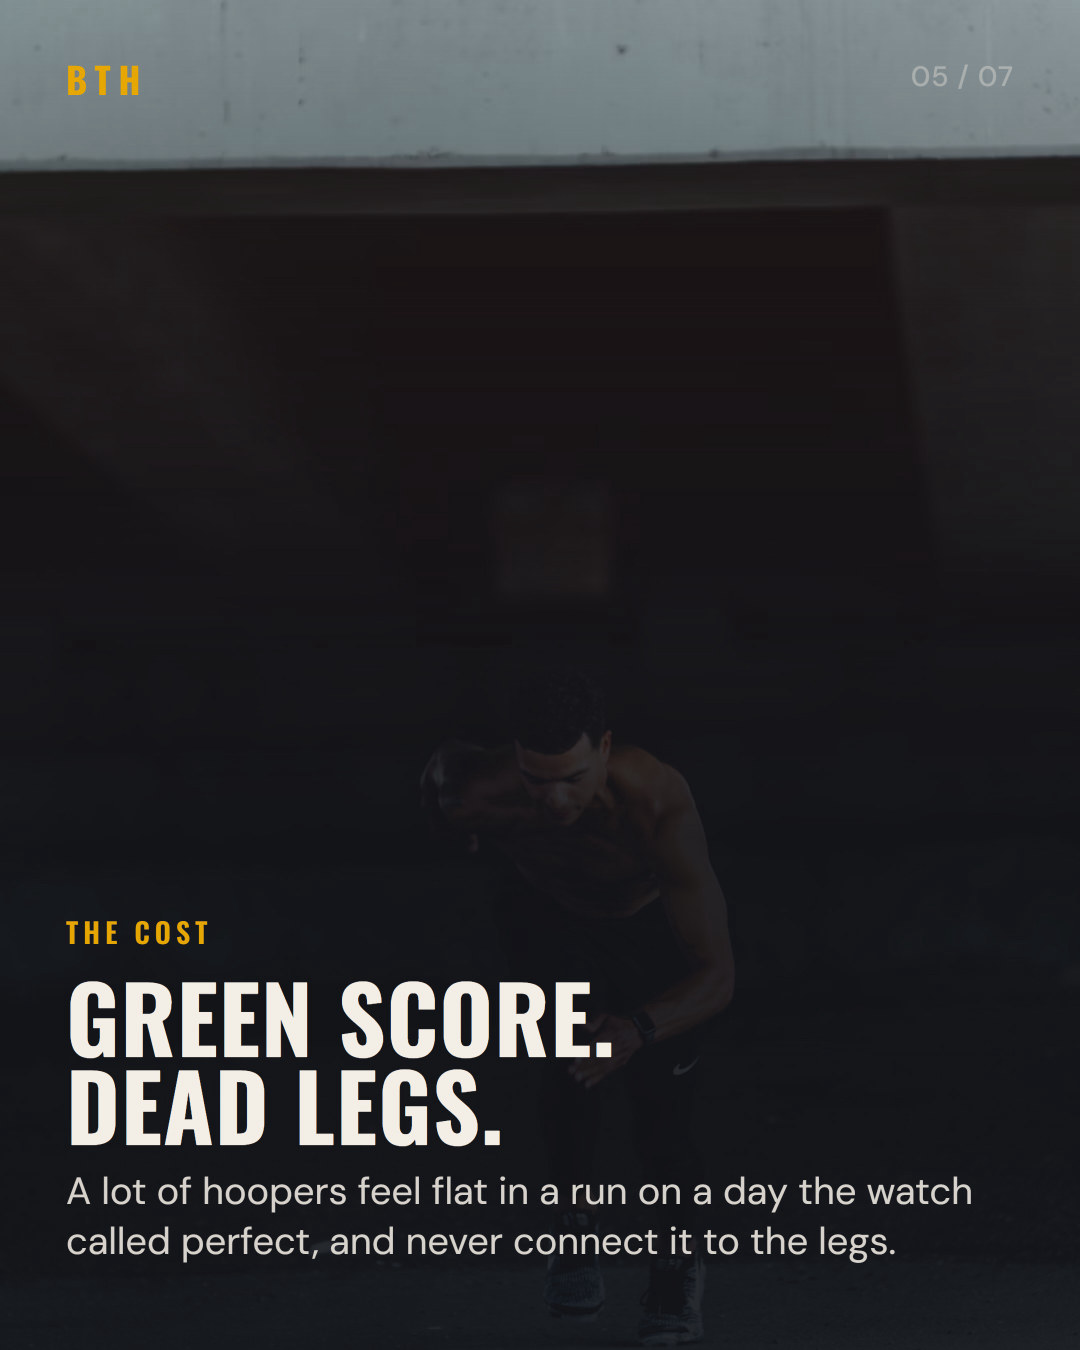 BTH
05 / 07
THE COST
GREEN SCORE.
DEAD LEGS.
A lot of hoopers feel flat in a run on a day the watch
called perfect, and never connect it to the legs.